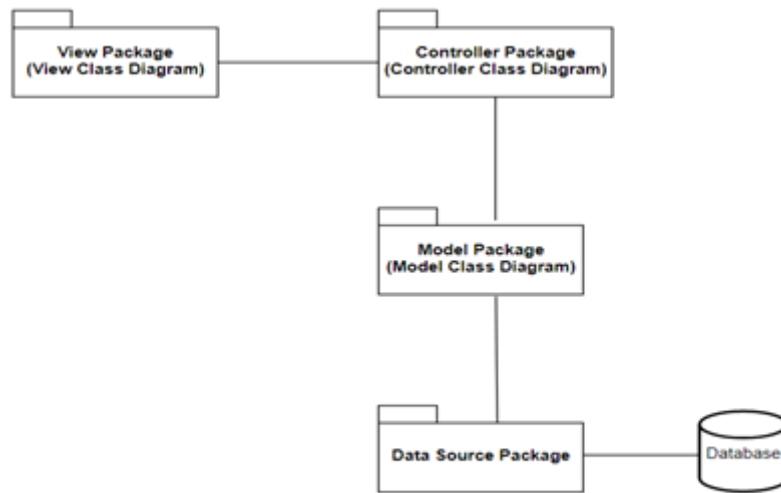 View Package
(View Class Diagram)
Controller Package
(Controller Class Diagram)
Model Package
(Model Class Diagram)
Data Source Package
Database